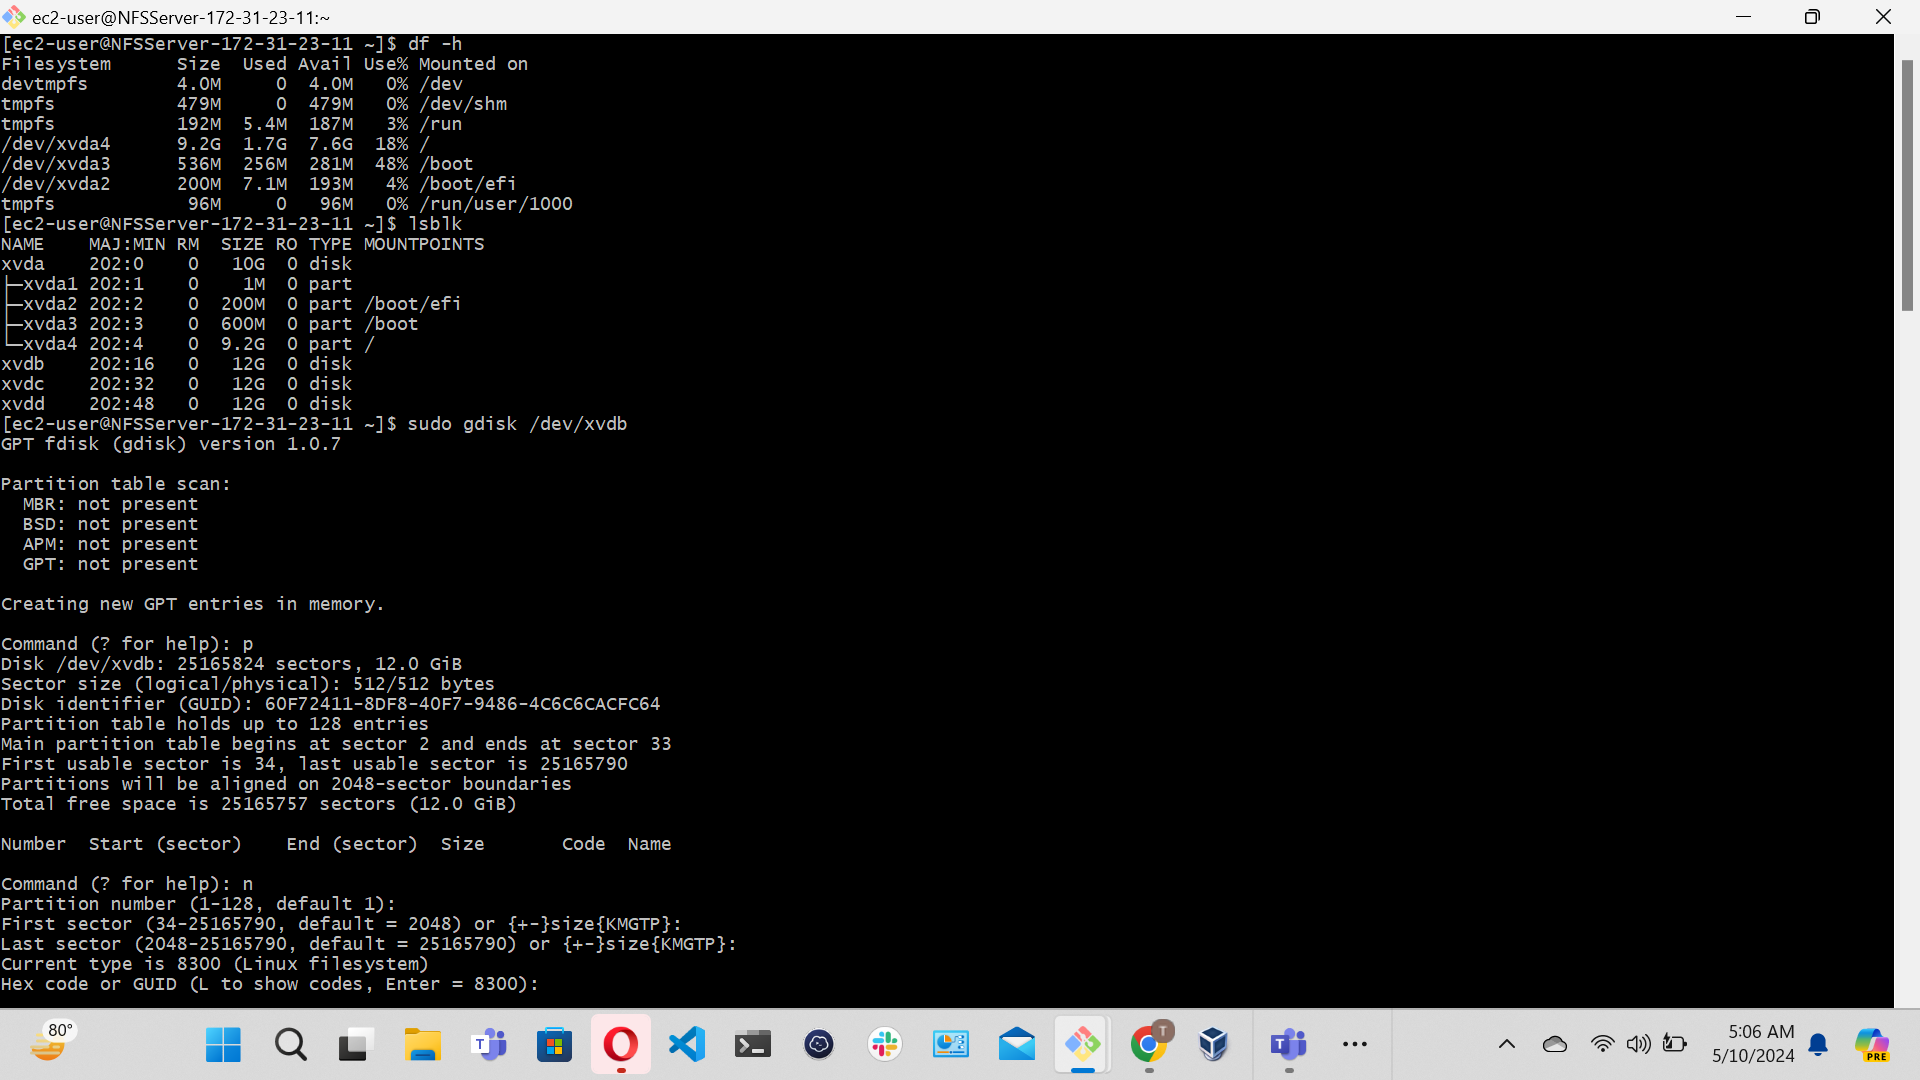 ec2-user@NFSServer-172-31-23-11:~
[ec2-user@NFSServer-172-31-23-11 ~]$ df -h
Filesystem      Size  Used Avail Use% Mounted on
devtmpfs        4.0M     0  4.0M   0% /dev
tmpfs           479M     0  479M   0% /dev/shm
tmpfs           192M  5.4M  187M   3% /run
/dev/xvda4      9.2G  1.7G  7.6G  18% /
/dev/xvda3      536M  256M  281M  48% /boot
/dev/xvda2      200M  7.1M  193M   4% /boot/efi
tmpfs            96M     0   96M   0% /run/user/1000
[ec2-user@NFSServer-172-31-23-11 ~]$ lsblk
NAME    MAJ:MIN RM  SIZE RO TYPE MOUNTPOINTS
xvda    202:0    0   10G  0 disk
├─xvda1 202:1    0    1M  0 part
├─xvda2 202:2    0  200M  0 part /boot/efi
├─xvda3 202:3    0  600M  0 part /boot
└─xvda4 202:4    0  9.2G  0 part /
xvdb    202:16   0   12G  0 disk
xvdc    202:32   0   12G  0 disk
xvdd    202:48   0   12G  0 disk
[ec2-user@NFSServer-172-31-23-11 ~]$ sudo gdisk /dev/xvdb
GPT fdisk (gdisk) version 1.0.7
Partition table scan:
  MBR: not present
  BSD: not present
  APM: not present
  GPT: not present
Creating new GPT entries in memory.
Command (? for help): p
Disk /dev/xvdb: 25165824 sectors, 12.0 GiB
Sector size (logical/physical): 512/512 bytes
Disk identifier (GUID): 60F72411-8DF8-40F7-9486-4C6C6CACFC64
Partition table holds up to 128 entries
Main partition table begins at sector 2 and ends at sector 33
First usable sector is 34, last usable sector is 25165790
Partitions will be aligned on 2048-sector boundaries
Total free space is 25165757 sectors (12.0 GiB)
Number  Start (sector)    End (sector)  Size       Code  Name
Command (? for help): n
Partition number (1-128, default 1):
First sector (34-25165790, default = 2048) or {+-}size{KMGTP}:
Last sector (2048-25165790, default = 25165790) or {+-}size{KMGTP}:
Current type is 8300 (Linux filesystem)
Hex code or GUID (L to show codes, Enter = 8300):
80°
T
T
T
5:06 AM
5/10/2024
PRE